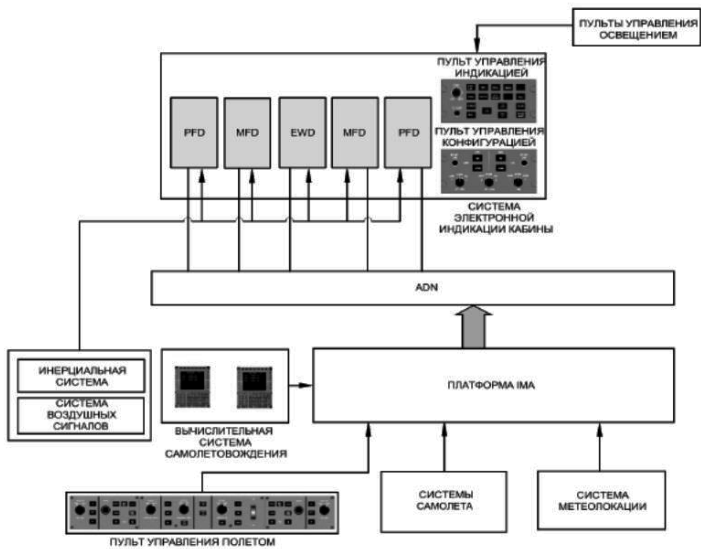 ПУЛЬТЫ УПРАВЛЕНИЯ
ОСВЕЩЕНИЕМ
ПУЛЬТ УПРАВЛЕНИЯ
ИНДИКАЦИЕЙ
PFD
MFD
EWD
MFD
PFD
ПУЛЬТ УПРАВЛЕНИЯ
КОНФИГУРАЦИЕЙ
СИСТЕМА
ЭЛЕКТРОННОЙ
ИНДИКАЦИИ КАБИНЫ
ADN
ИНЕРЦИАЛЬНАЯ
СИСТЕМА
СИСТЕМА
ВОЗДУШНЫХ
СИГНАЛОВ
ВЫЧИСЛИТЕЛЬНАЯ
СИСТЕМА
САМОЛЕТОВОЖДЕНИЯ
ПЛАТФОРМА IMA
СИСТЕМЫ
САМОЛЕТА
СИСТЕМА
МЕТЕОЛОКАЦИИ
ПУЛЬТ УПРАВЛЕНИЯ ПОЛЕТОМ